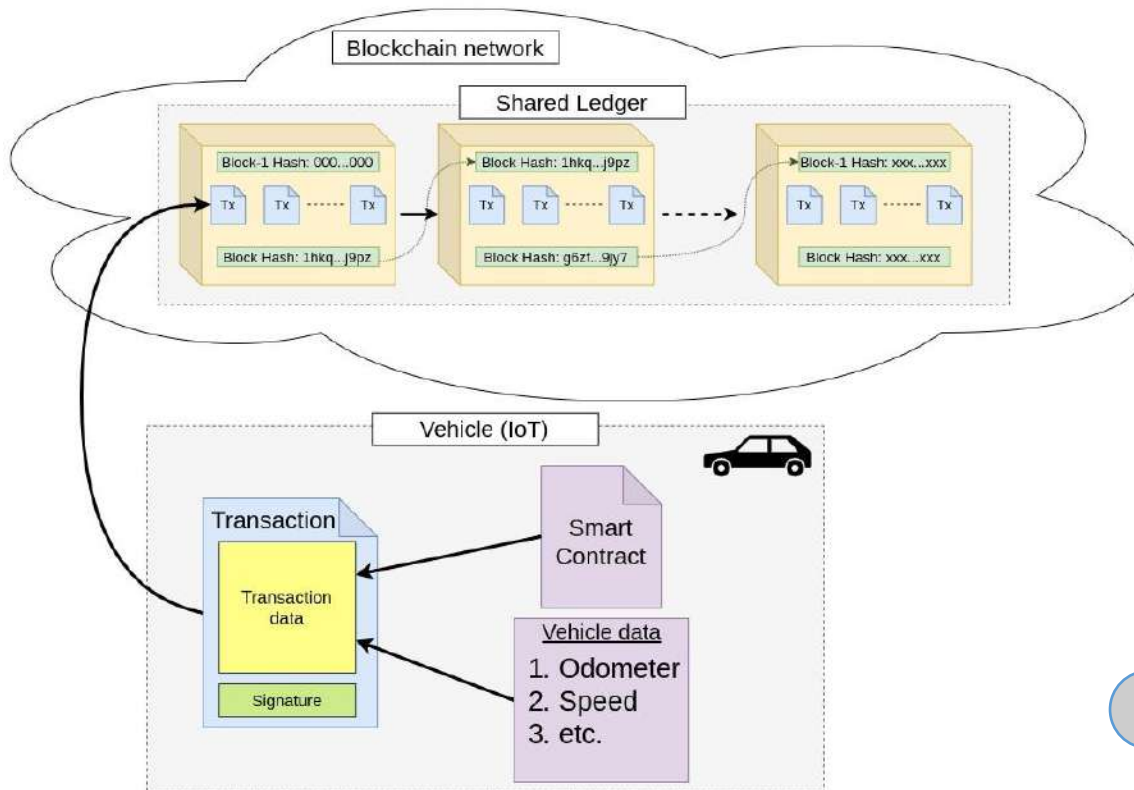 Blockchain network
Shared Ledger
Block-1 Hash: 000...000
Tx Tx Tx
Block Hash: 1hkq...j9pz
Block Hash: 1hkq...j9pz
Tx Tx Tx
Block Hash: g6zf...9jy7
Block-1 Hash: xxx...xxx
Tx Tx Tx
Block Hash: xxx...xxx
Vehicle (IoT)
Transaction
Transaction
data
Signature
Smart
Contract
Vehicle data
1. Odometer
2. Speed
3. etc.